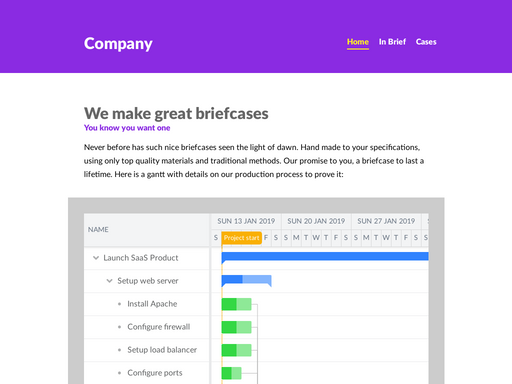 Company
Home In Brief Cases
We make great briefcases
You know you want one
Never before has such nice briefcases seen the light of dawn. Hand made to your specifications,
using only top quality materials and traditional methods. Our promise to you, a briefcase to last a
lifetime. Here is a gantt with details on our production process to prove it:
NAME
SUN 13 JAN 2019 SUN 20 JAN 2019 SUN 27 JAN 2019
S Project start F S S M T W T F S S M T W T F S S
Launch SaaS Product
Setup web server
Install Apache
Configure firewall
Setup load balancer
Configure ports